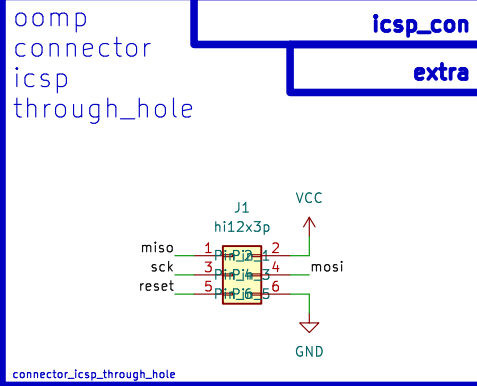 oomp
connector
icsp
through_hole
icsp_con
extra
VCC
J1
hi12x3p
miso 1 2
sck 3 4 mosi
reset 5 6
GND
connector_icsp_through_hole